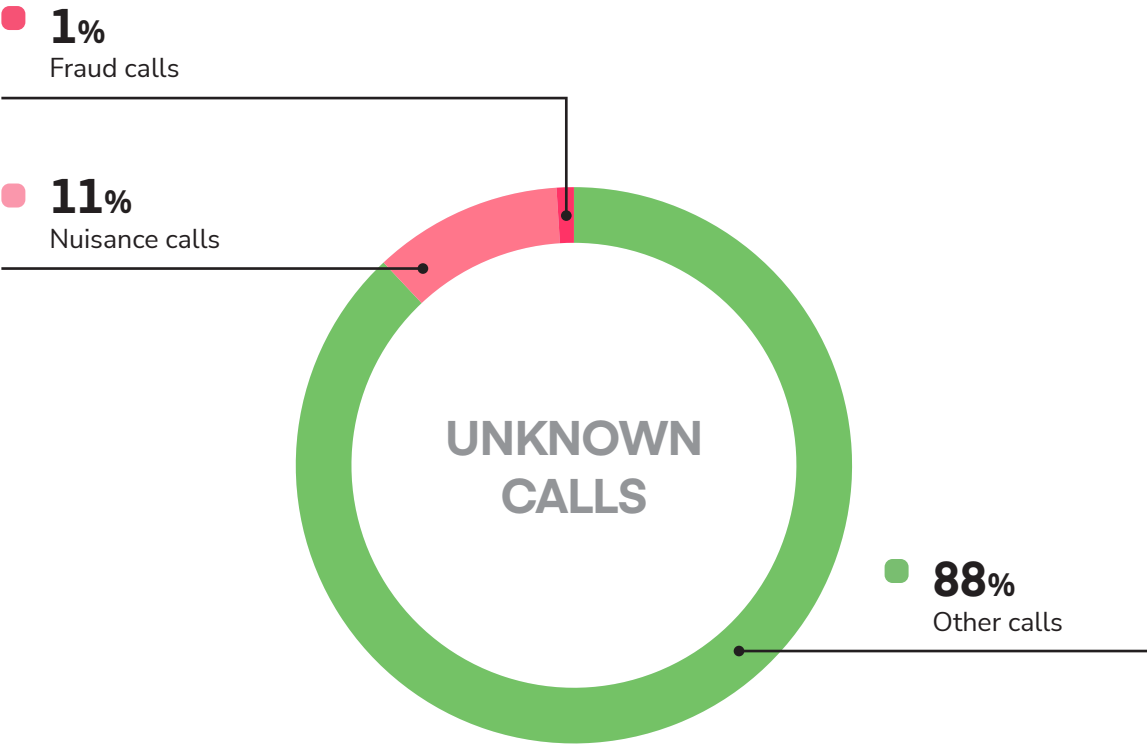 1%
Fraud calls
11%
Nuisance calls
UNKNOWN
CALLS
88%
Other calls